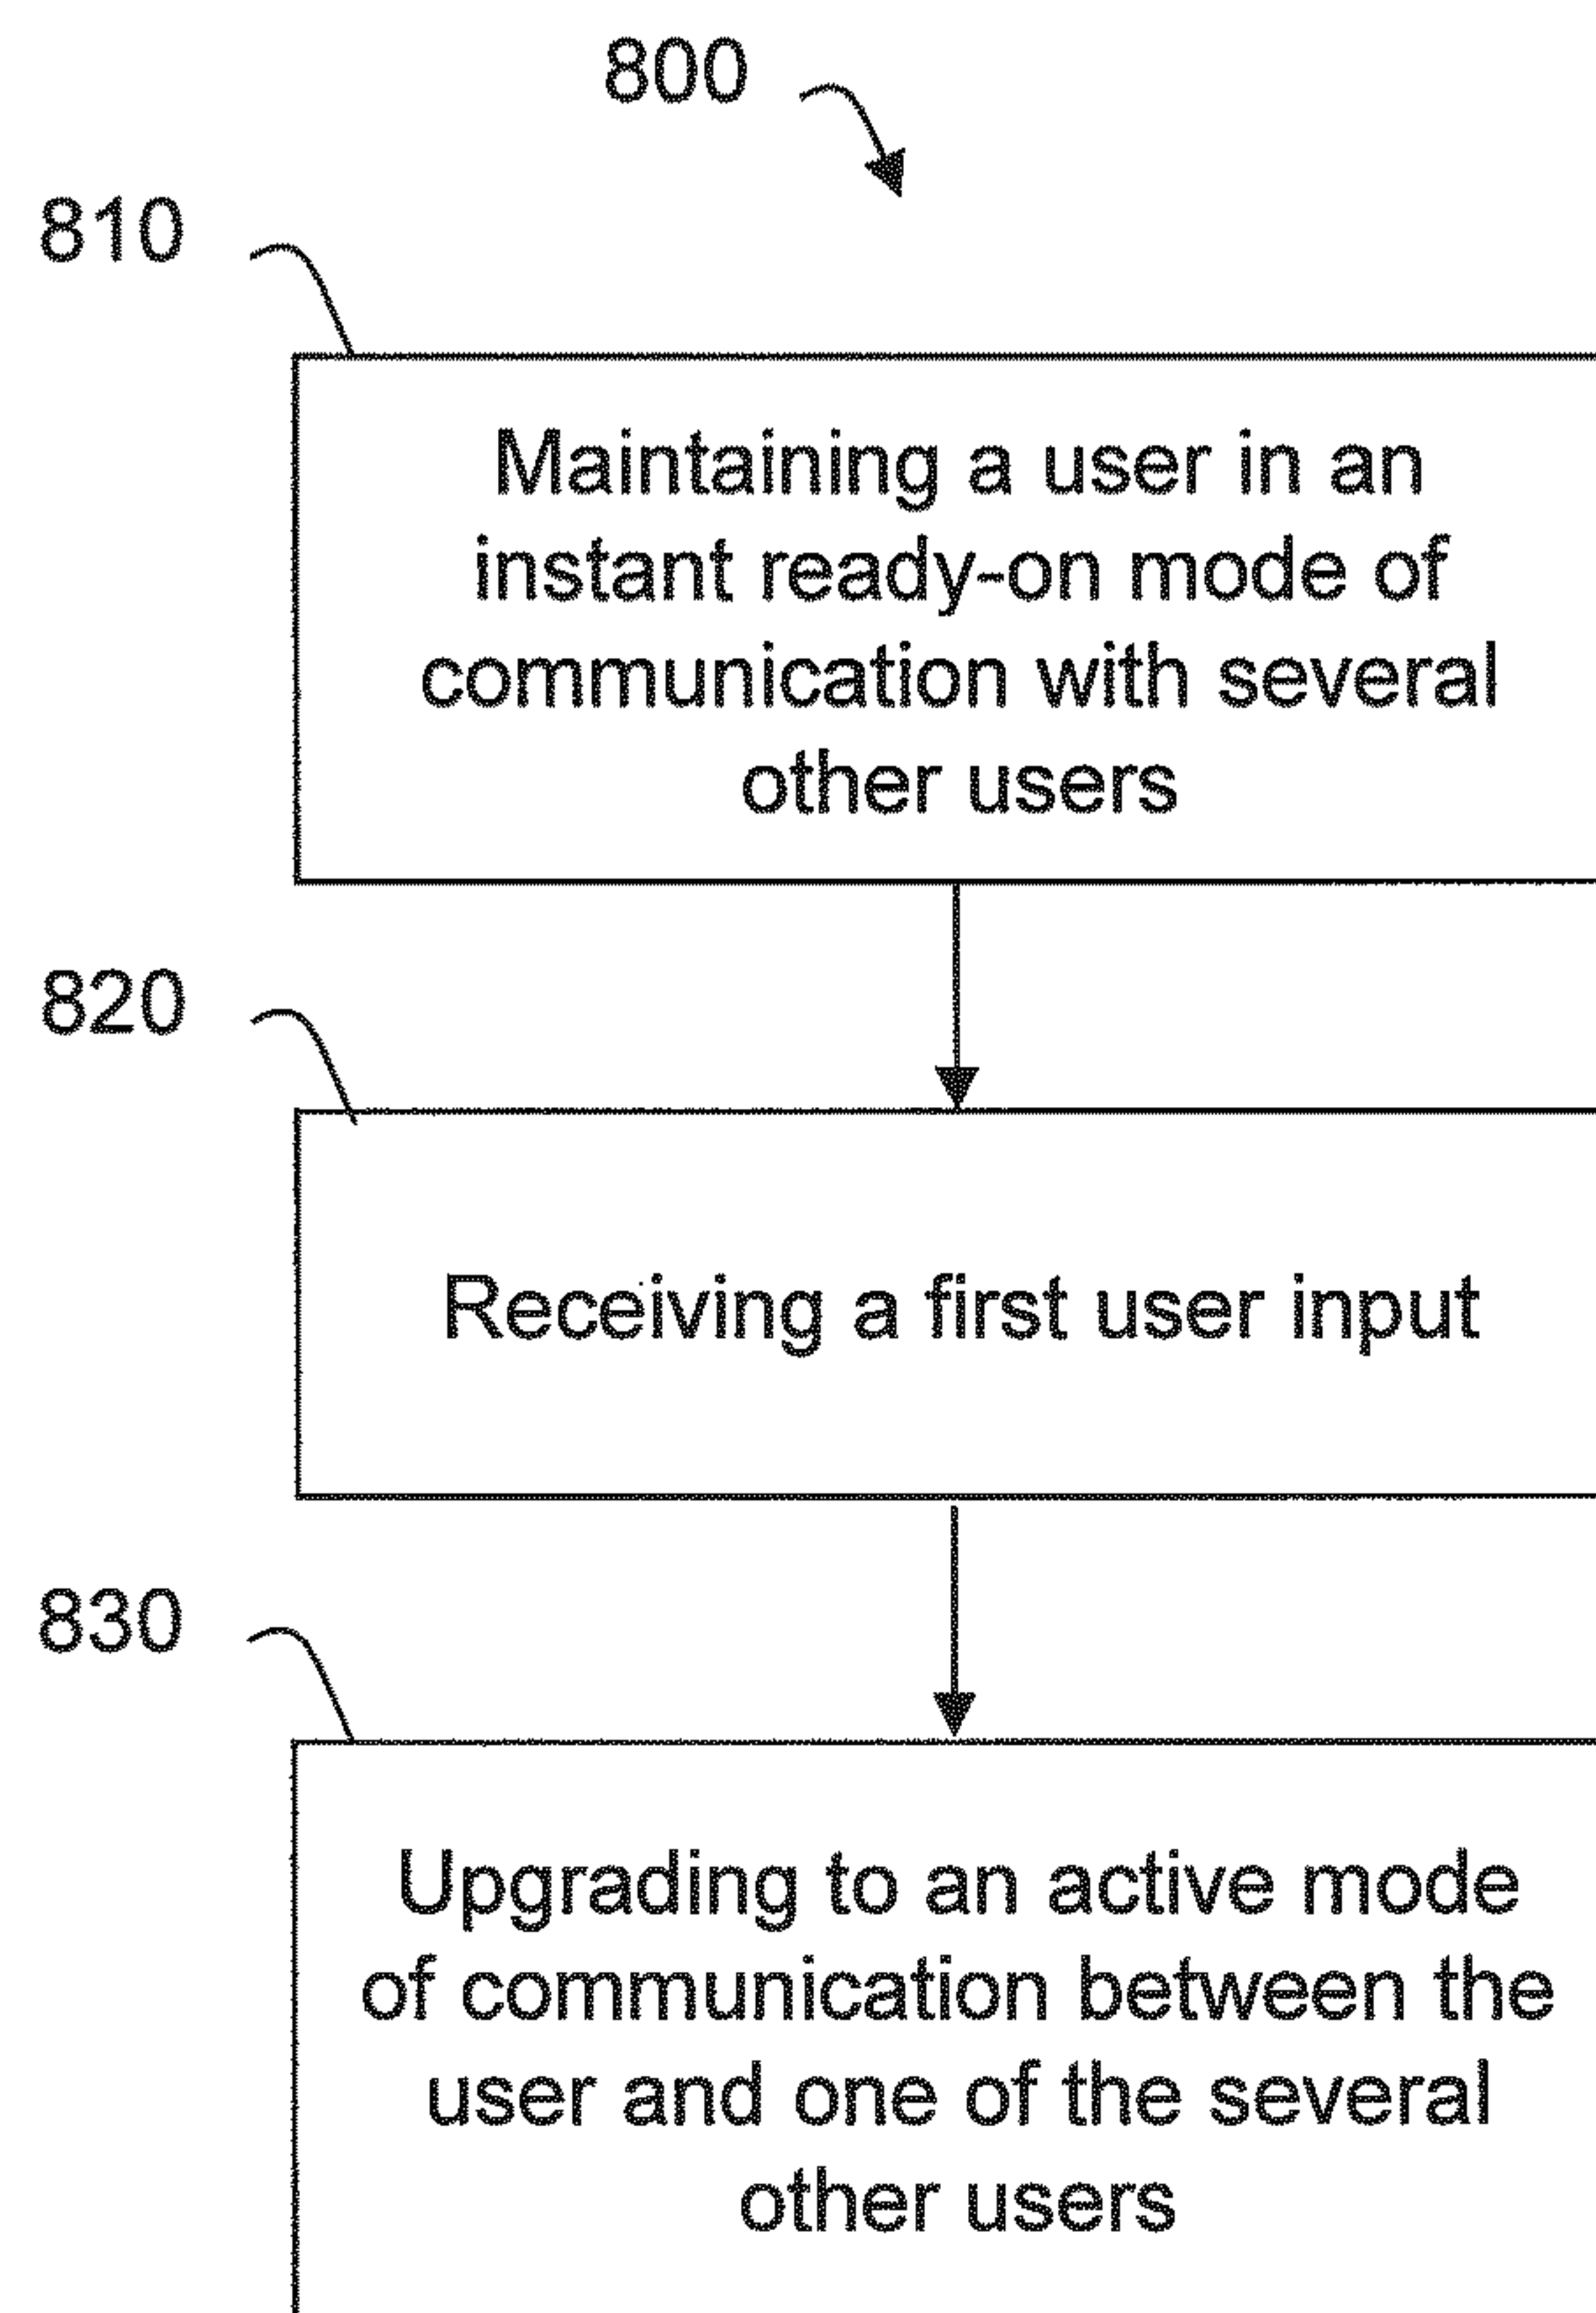 800
810
Maintaining a user in an
instant ready-on mode of
communication with several
other users
820
Receiving a first user input
830
Upgrading to an active mode
of communication between the
user and one of the several
other users